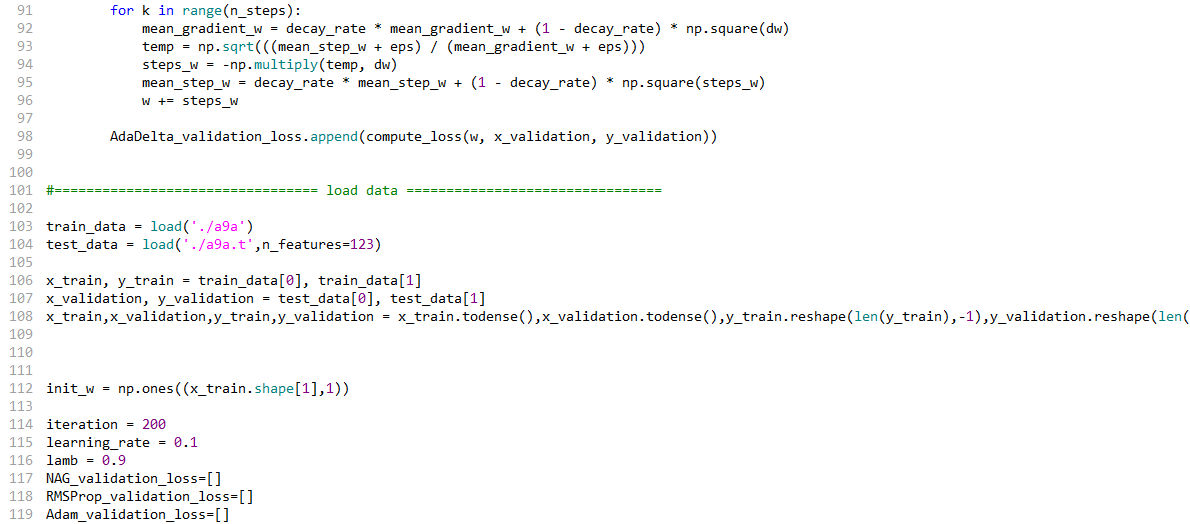 91 for k in range(n_steps):
92 mean_gradient_w = decay_rate * mean_gradient_w + (1 - decay_rate) * np.square(dw)
93 temp = np.sqrt(((mean_step_w + eps) / (mean_gradient_w + eps)))
94 steps_w = -np.multiply(temp, dw)
95 mean_step_w = decay_rate * mean_step_w + (1 - decay_rate) * np.square(steps_w)
96 w += steps_w
97
98 AdaDelta_validation_loss.append(compute_loss(w, x_validation, y_validation))
99
100
101 #================================= load data ================================
102
103 train_data = load('./a9a')
104 test_data = load('./a9a.t',n_features=123)
105
106 x_train, y_train = train_data[0], train_data[1]
107 x_validation, y_validation = test_data[0], test_data[1]
108 x_train,x_validation,y_train,y_validation = x_train.todense(),x_validation.todense(),y_train.reshape(len(y_train),-1),y_validation.reshape(len(
109
110
111
112 init_w = np.ones((x_train.shape[1],1))
113
114 iteration = 200
115 learning_rate = 0.1
116 lamb = 0.9
117 NAG_validation_loss=[]
118 RMSProp_validation_loss=[]
119 Adam_validation_loss=[]